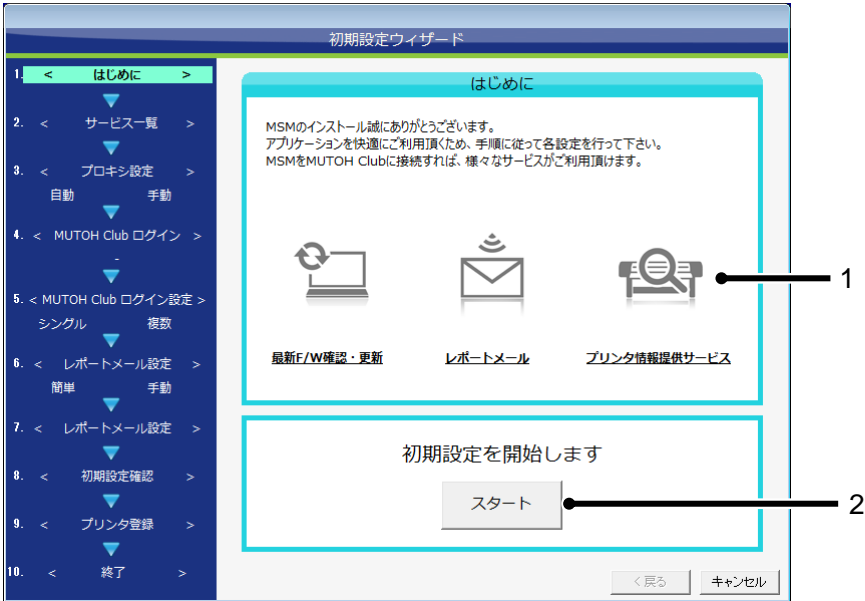 初期設定ウィザード
1. < はじめに >
2. < サービス一覧 >
3. < プロキシ設定 >
自動 手動
4. < MUTOH Club ログイン >
-
5. < MUTOH Club ログイン設定 >
シングル 複数
6. < レポートメール設定 >
簡単 手動
7. < レポートメール設定 >
8. < 初期設定確認 >
9. < プリンタ登録 >
10. < 終了 >
はじめに
MSMのインストール誠にありがとうございます。
アプリケーションを快適にご利用頂くため、手順に従って各設定を行って下さい。
MSMをMUTOH Clubに接続すれば、様々なサービスがご利用頂けます。
1
最新F/W確認・更新 レポートメール プリンタ情報提供サービス
初期設定を開始します
スタート
2
< 戻る キャンセル